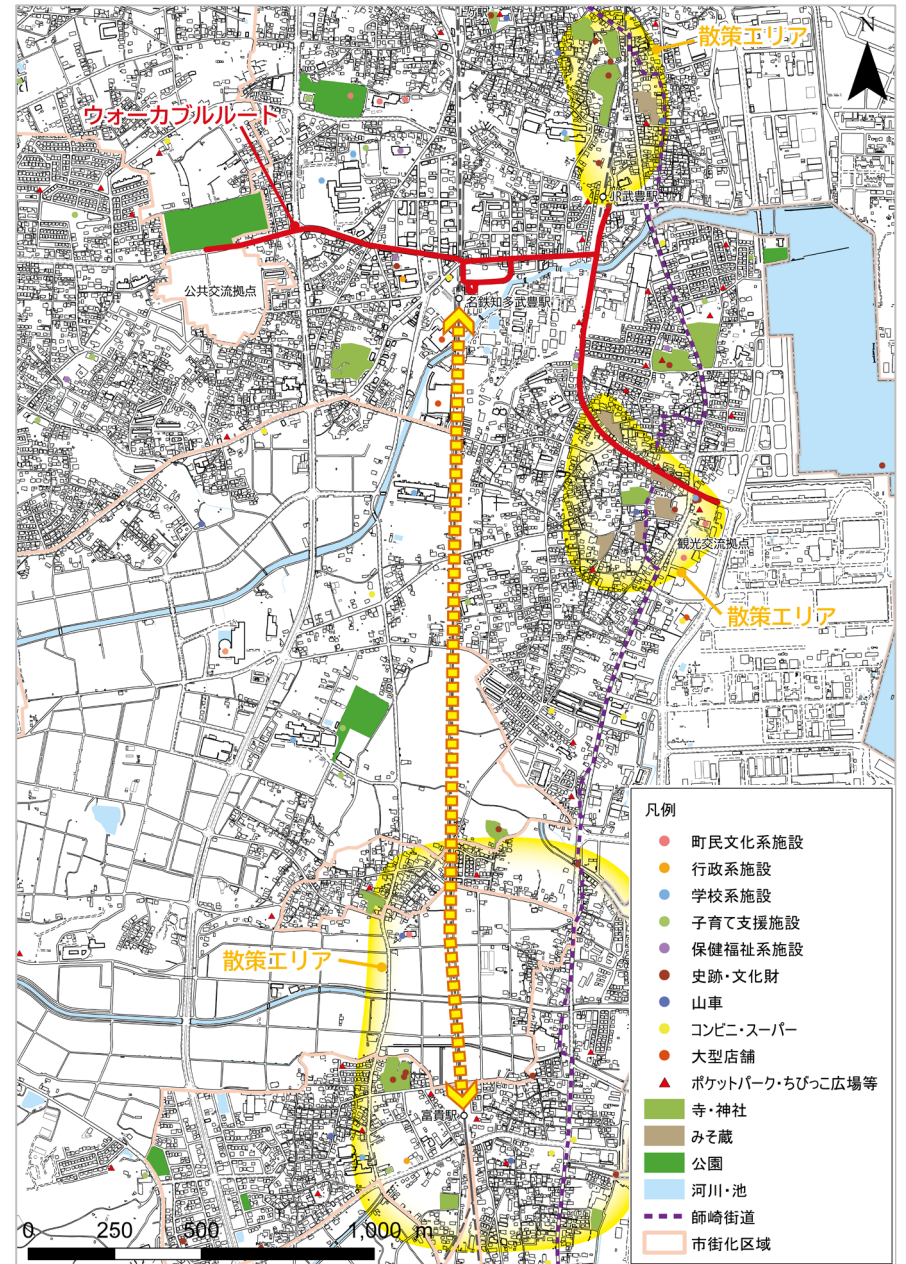 散策エリア
N
ウォーカブルルート
JR武豊駅
公共交流拠点
名鉄知多武豊駅
観光交流拠点
散策エリア
散策エリア
富貴駅
凡例
町民文化系施設
行政系施設
学校系施設
子育て支援施設
保健福祉系施設
史跡・文化財
山車
コンビニ・スーパー
大型店舗
ポケットパーク・ちびっこ広場等
寺・神社
みそ蔵
公園
河川・池
師崎街道
市街化区域
0 250 500 1,000 m